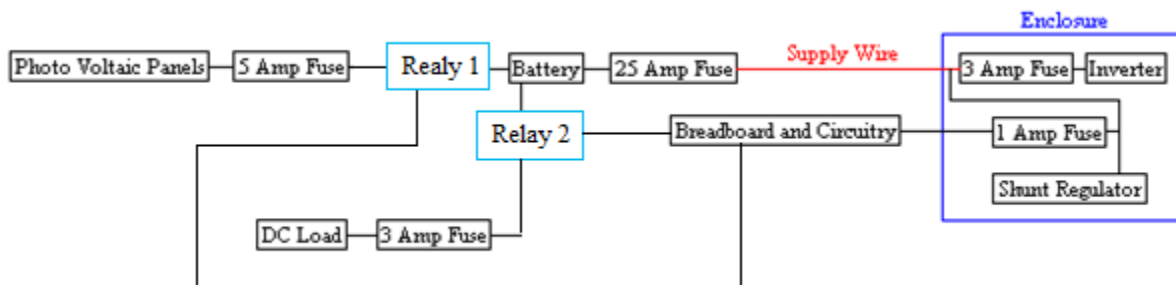 Enclosure
Supply Wire
Photo Voltaic Panels
5 Amp Fuse
Realy 1
Battery
25 Amp Fuse
3 Amp Fuse
Inverter
Relay 2
Breadboard and Circuitry
1 Amp Fuse
Shunt Regulator
DC Load
3 Amp Fuse